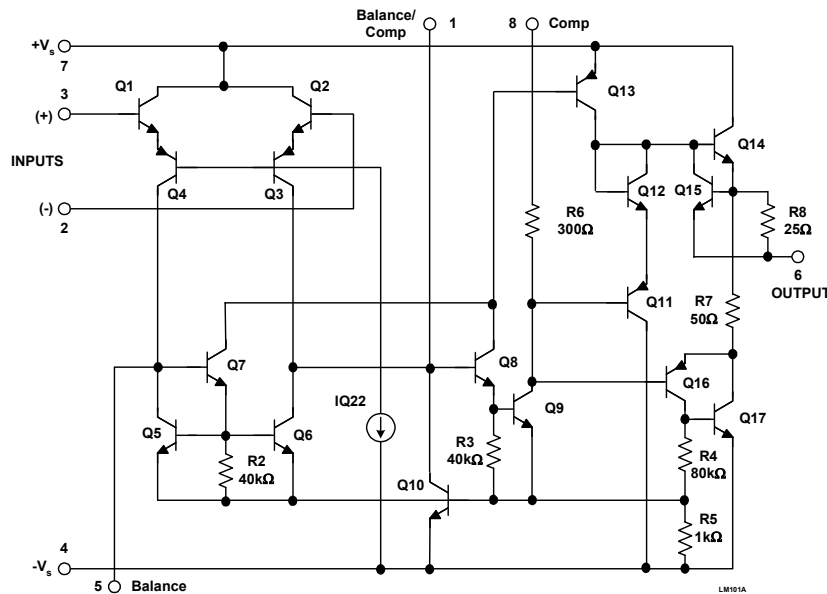 Balance/
Comp
1
8 Comp
+Vs
7
Q1
Q2
3
(+)
Q13
INPUTS
Q14
Q4
Q3
Q12
Q15
(-)
2
R6
300Ω
R8
25Ω
6
OUTPUT
Q11
R7
50Ω
Q7
Q8
Q16
IQ22
Q9
Q17
Q5
Q6
R2
40kΩ
R3
40kΩ
R4
80kΩ
Q10
R5
1kΩ
4
-Vs
5 Balance
LM101A